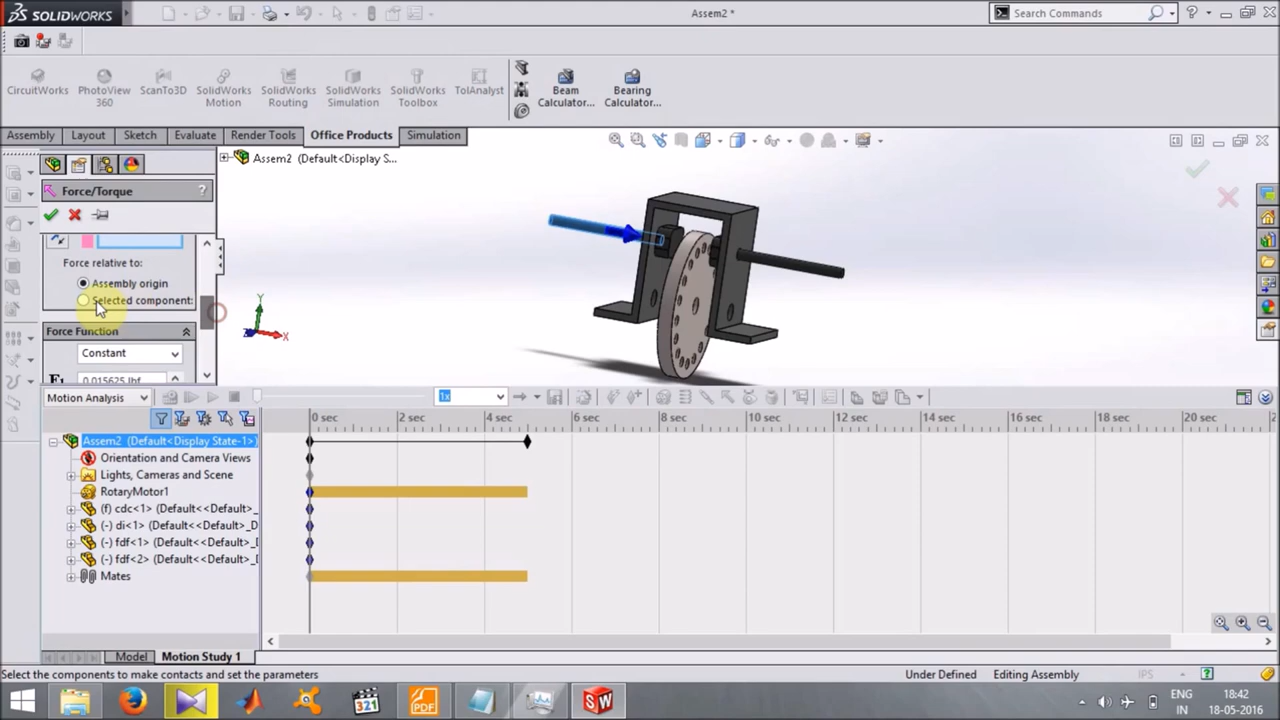 SOLIDWORKS
Assem2 *
Search Commands
CircuitWorks
PhotoView
360
ScanTo3D
SolidWorks
Motion
SolidWorks
Routing
SolidWorks
Simulation
SolidWorks
Toolbox
TolAnalyst
Beam
Calculator...
Bearing
Calculator...
Assembly
Layout
Sketch
Evaluate
Render Tools
Office Products
Simulation
Assem2 (Default<Display S...
Force/Torque
?
Force relative to:
Assembly origin
Selected component:
Force Function
Constant
F1
0.015625 lbf
Y
X
Z
Motion Analysis
1x
0 sec
2 sec
4 sec
6 sec
8 sec
10 sec
12 sec
14 sec
16 sec
18 sec
20 sec
Assem2 (Default<Display State-1>)
Orientation and Camera Views
Lights, Cameras and Scene
RotaryMotor1
(f) cdc<1> (Default<<Default>_
(-) di<1> (Default<<Default>_D
(-) fdf<1> (Default<<Default>_D
(-) fdf<2> (Default<<Default>_D
Mates
Model
Motion Study 1
Select the components to make contacts and set the parameters
Under Defined
Editing Assembly
IPS
?
321
PDF
SW
ENG
IN
18:42
18-05-2016